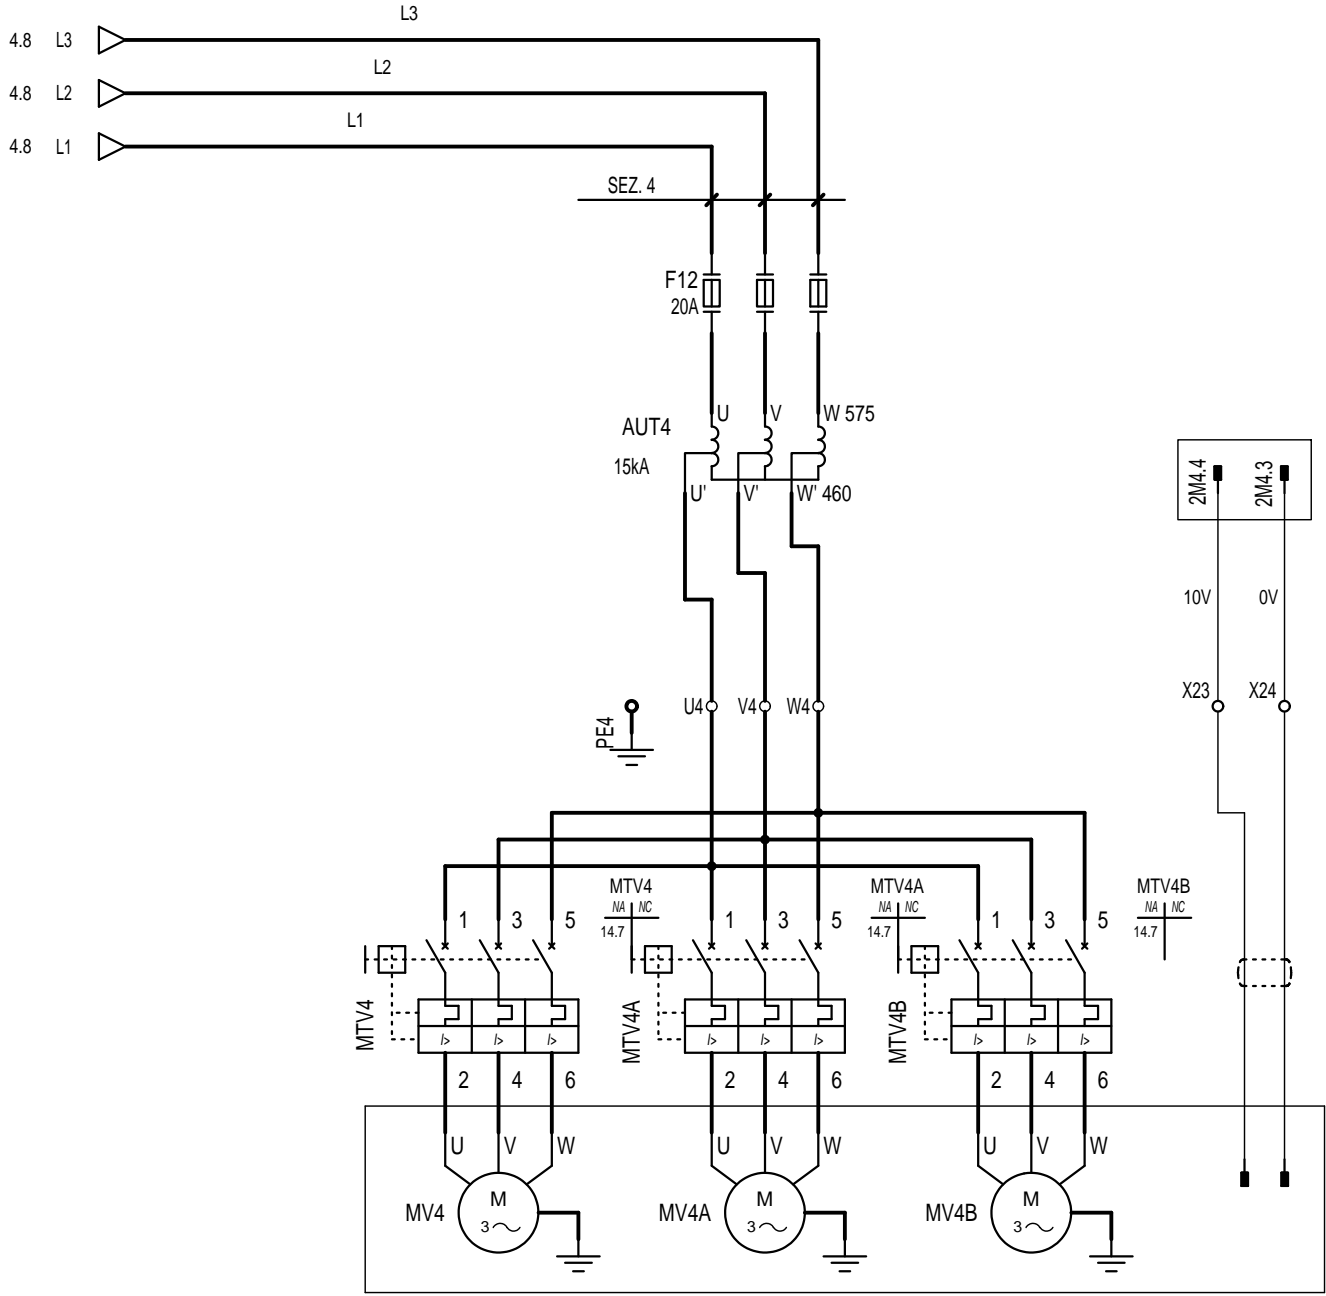 L3
4.8 L3
L2
4.8 L2
L1
4.8 L1
SEZ. 4
F12
20A
U V W 575
AUT4
15kA
U' V' W' 460
2M4.4 2M4.3
10V 0V
X23 X24
PE4
U4 V4 W4
MTV4 MTV4A MTV4B
NA NC NA NC NA NC
14.7 14.7 14.7
1 3 5 1 3 5 1 3 5
MTV4 MTV4A MTV4B
I> I> I> I> I> I> I> I> I>
2 4 6 2 4 6 2 4 6
U V W U V W U V W
MV4 M MV4A M MV4B M
3 3 3